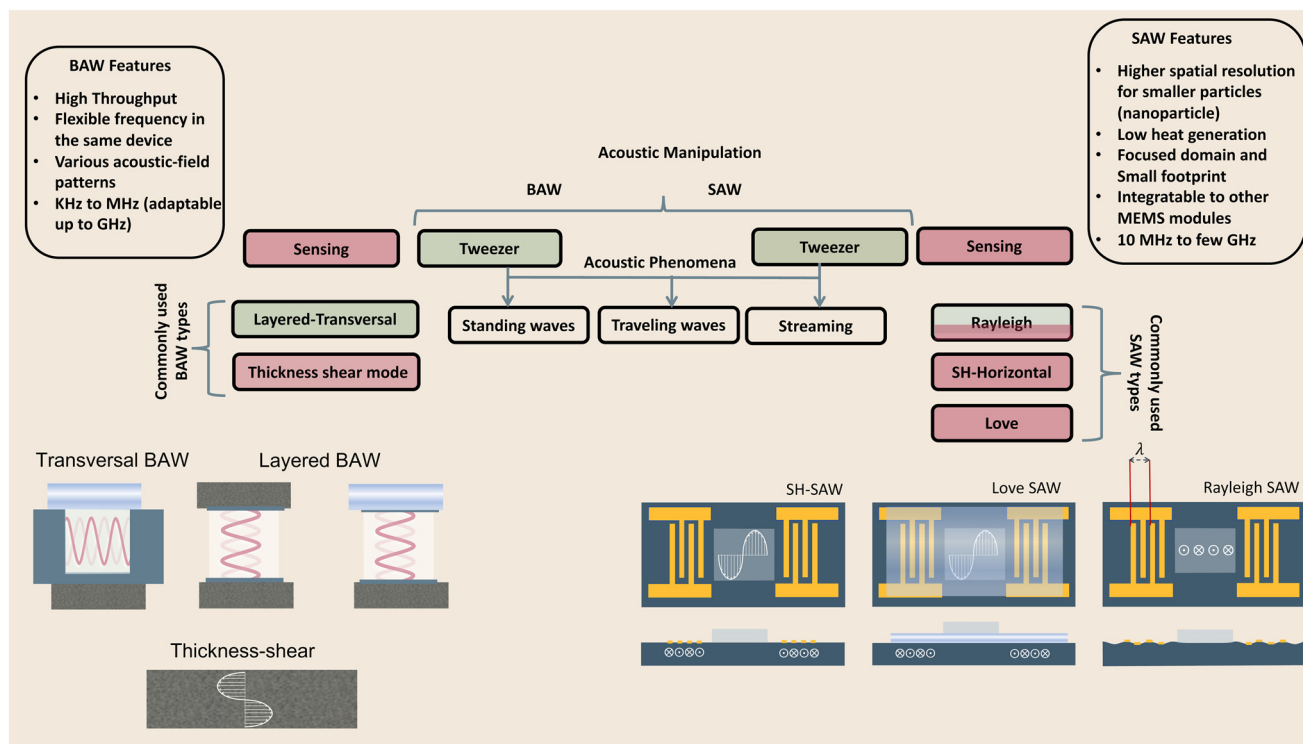 BAW Features
• High Throughput
• Flexible frequency in
the same device
• Various acoustic-field
patterns
• KHz to MHz (adaptable
up to GHz)
SAW Features
• Higher spatial resolution
for smaller particles
(nanoparticle)
• Low heat generation
• Focused domain and
Small footprint
• Integratable to other
MEMS modules
• 10 MHz to few GHz
Acoustic Manipulation
BAW
SAW
Sensing
Tweezer
Tweezer
Sensing
Acoustic Phenomena
Standing waves
Traveling waves
Streaming
Commonly used
BAW types
Layered-Transversal
Thickness shear mode
Rayleigh
SH-Horizontal
Love
Commonly used
SAW types
Transversal BAW
Layered BAW
Thickness-shear
λ
SH-SAW
Love SAW
Rayleigh SAW